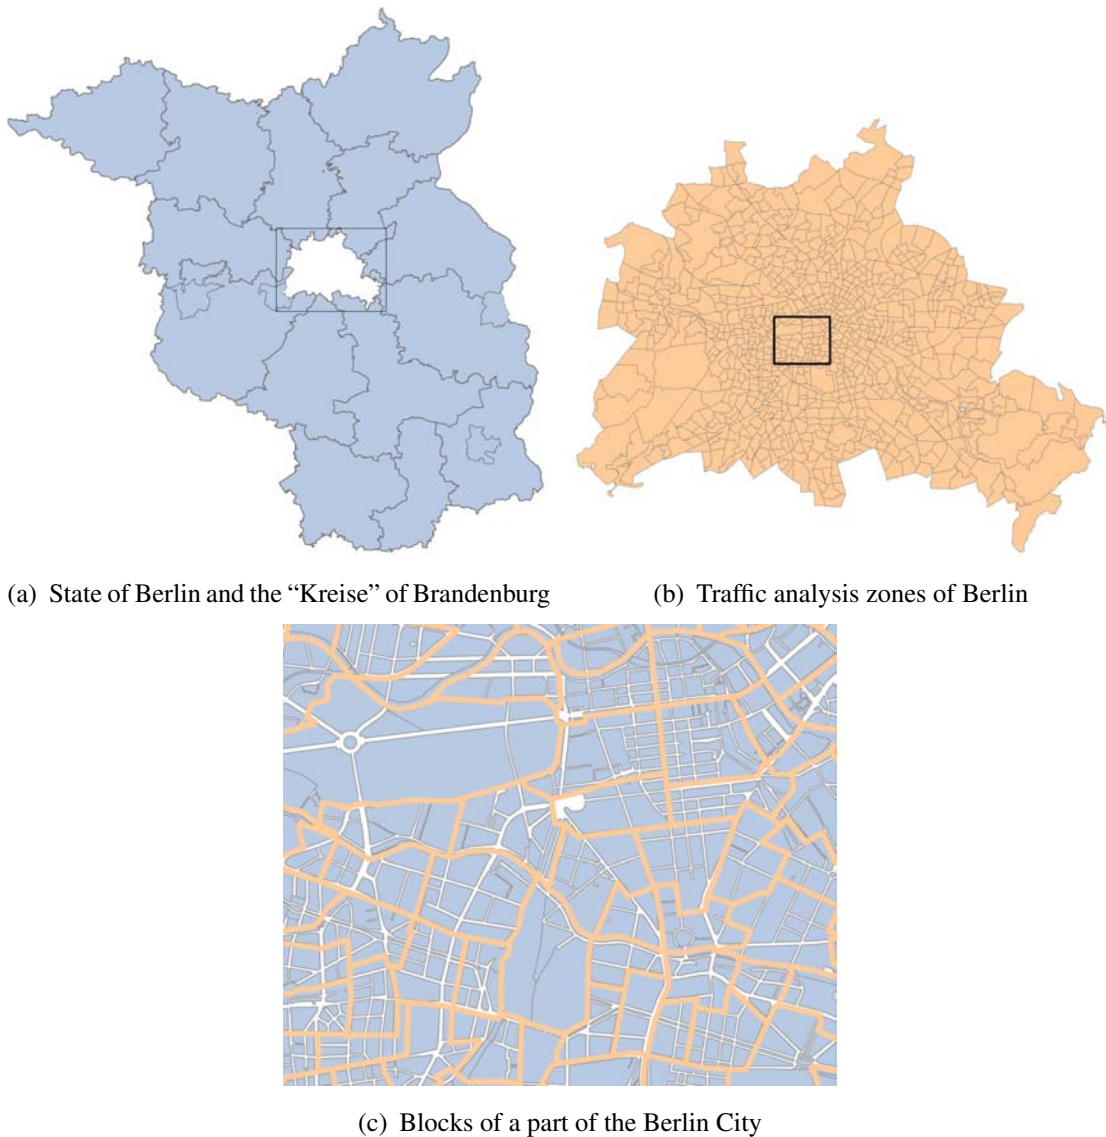 (a) State of Berlin and the “Kreise” of Brandenburg
(b) Traffic analysis zones of Berlin
(c) Blocks of a part of the Berlin City